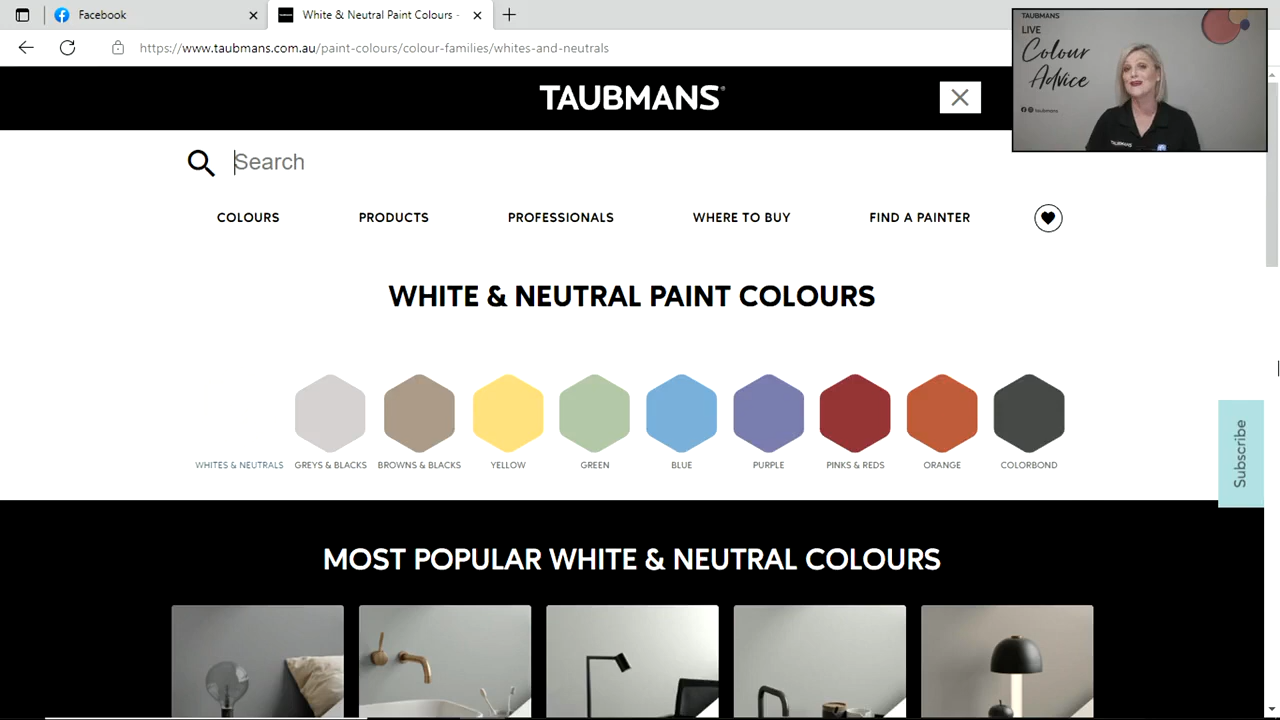 Facebook
White & Neutral Paint Colours -
https://www.taubmans.com.au/paint-colours/colour-families/whites-and-neutrals
TAUBMANS
LIVE
Colour
Advice
taubmans
TAUBMANS
TAUBMANS®
Search
COLOURS PRODUCTS PROFESSIONALS WHERE TO BUY FIND A PAINTER
WHITE & NEUTRAL PAINT COLOURS
WHITES & NEUTRALS GREYS & BLACKS BROWNS & BLACKS YELLOW GREEN BLUE PURPLE PINKS & REDS ORANGE COLORBOND
Subscribe
MOST POPULAR WHITE & NEUTRAL COLOURS